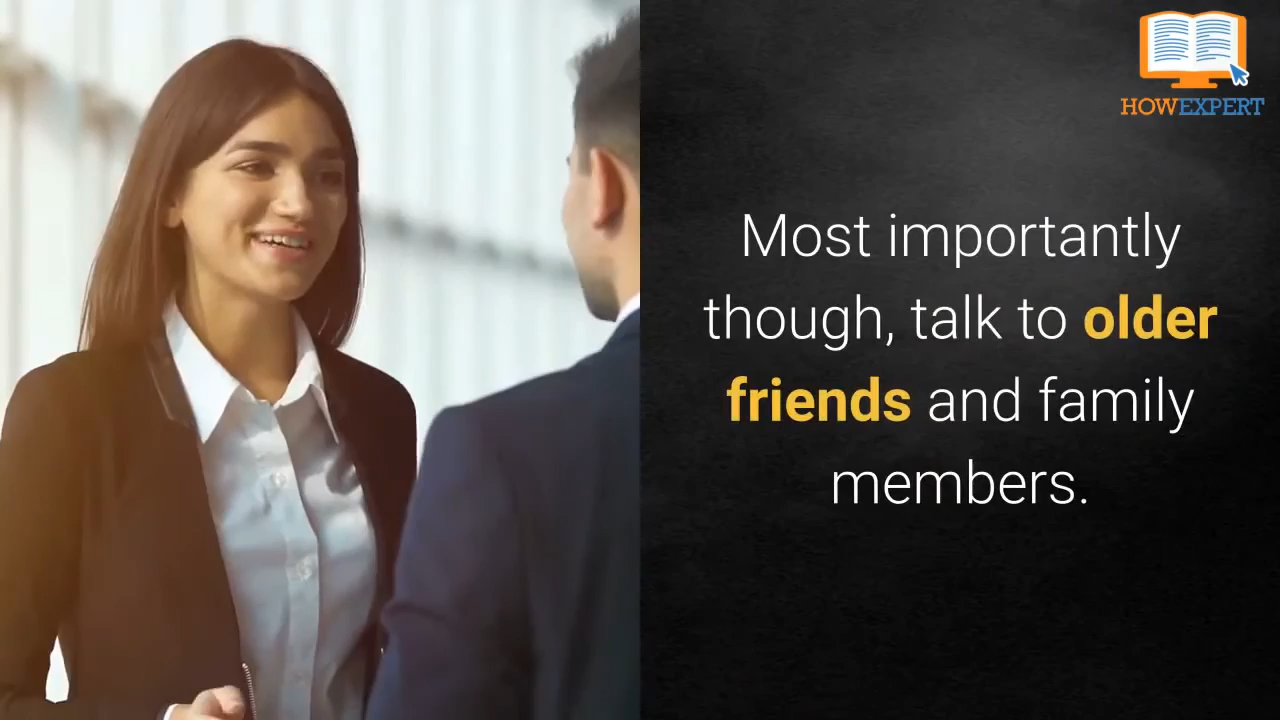 HOWEXPERT
Most importantly
though, talk to older
friends and family
members.